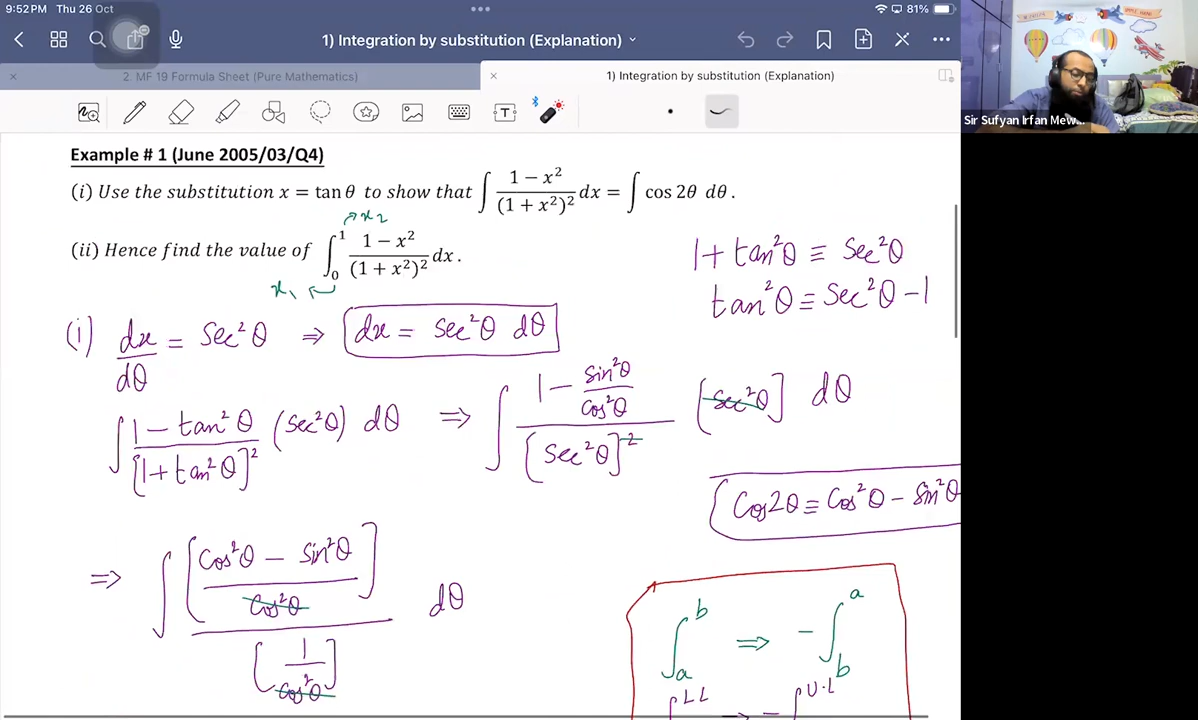 9:52 PM Thu 26 Oct
81%
1) Integration by substitution (Explanation)
2. MF 19 Formula Sheet (Pure Mathematics)
1) Integration by substitution (Explanation)
Sir Sufyan Irfan Mew...
Example # 1 (June 2005/03/Q4)
(i) Use the substitution x = tan θ to show that ∫ (1 − x²)/(1 + x²)² dx = ∫ cos 2θ dθ .
→ x₂
(ii) Hence find the value of ∫₀¹ (1 − x²)/(1 + x²)² dx .
x₁ ←
1 + tan²θ ≡ Sec²θ
tan²θ ≡ Sec²θ − 1
(i) dx/dθ = Sec²θ ⇒ dx = Sec²θ dθ
∫ (1 − tan²θ)/[1 + tan²θ]² (Sec²θ) dθ ⇒ ∫ (1 − Sin²θ/Cos²θ)/[Sec²θ]² [Sec²θ] dθ
Cos2θ ≡ Cos²θ − Sin²θ
⇒ ∫ [(Cos²θ − Sin²θ)/Cos²θ]/[1/Cos²θ] dθ
∫ₐᵇ ⇒ − ∫_b^a
∫^LL → − ∫^U.L